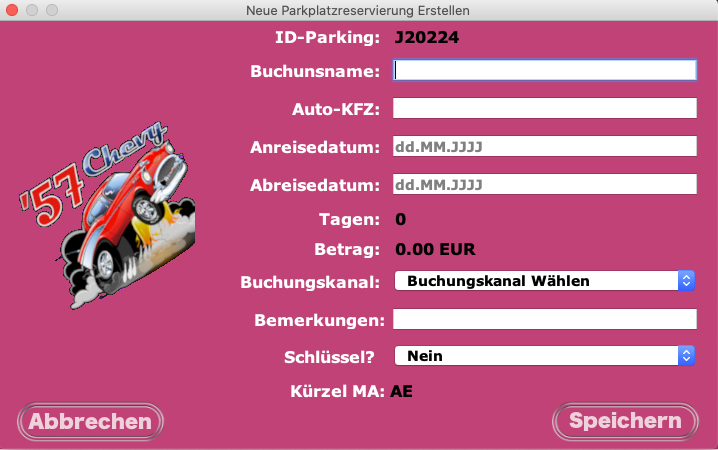 Neue Parkplatzreservierung Erstellen
ID-Parking: J20224
Buchunsname:
Auto-KFZ:
Anreisedatum: dd.MM.JJJJ
'57 Chevy
Abreisedatum: dd.MM.JJJJ
Tagen: 0
Betrag: 0.00 EUR
Buchungskanal: Buchungskanal Wählen
Bemerkungen:
Schlüssel? Nein
Kürzel MA: AE
Abbrechen
Speichern